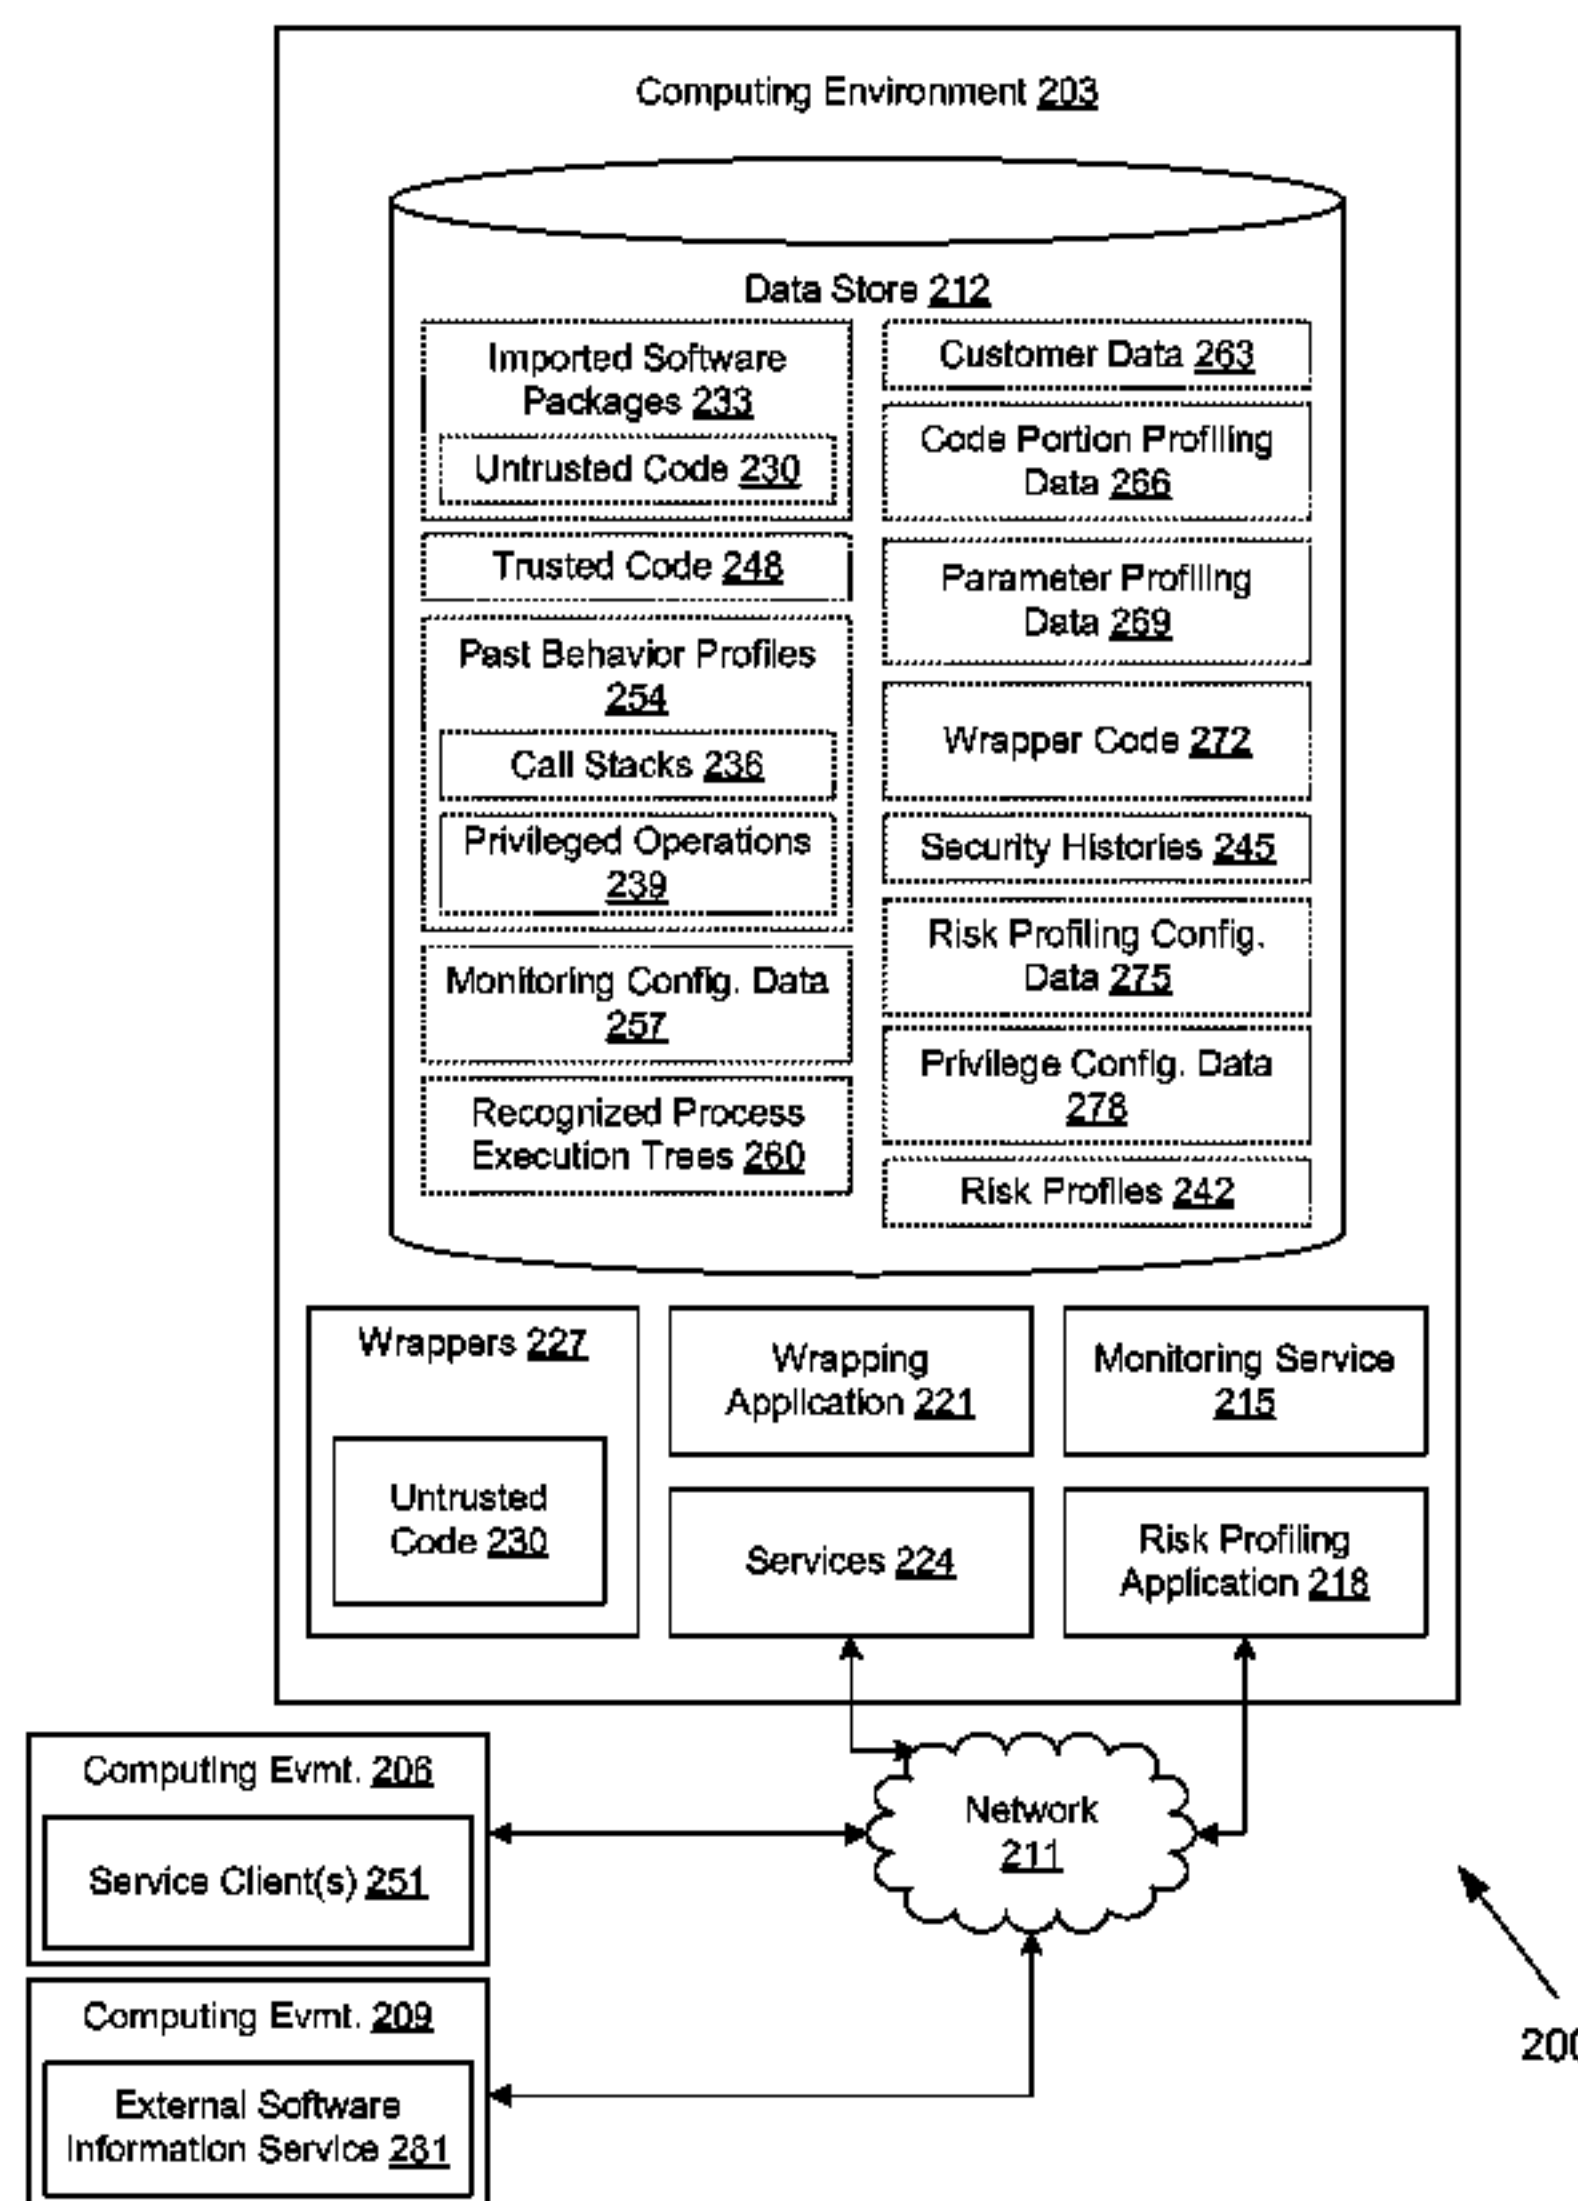 Computing Environment 203
Data Store 212
Imported Software
Packages 233
Untrusted Code 230
Trusted Code 248
Past Behavior Profiles
254
Call Stacks 236
Privileged Operations
239
Monitoring Config. Data
257
Recognized Process
Execution Trees 260
Customer Data 263
Code Portion Profiling
Data 266
Parameter Profiling
Data 269
Wrapper Code 272
Security Histories 245
Risk Profiling Config.
Data 275
Privilege Config. Data
278
Risk Profiles 242
Wrappers 227
Untrusted
Code 230
Wrapping
Application 221
Monitoring Service
215
Services 224
Risk Profiling
Application 218
Computing Evmt. 206
Service Client(s) 251
Network
211
Computing Evmt. 209
External Software
Information Service 281
200